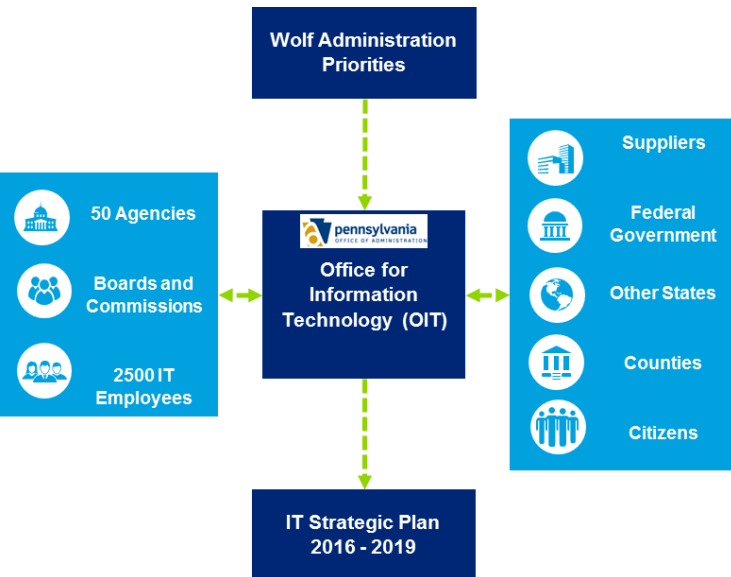 Wolf Administration
Priorities
50 Agencies
Boards and
Commissions
2500 IT
Employees
pennsylvania
OFFICE OF ADMINISTRATION
Office for
Information
Technology (OIT)
Suppliers
Federal
Government
Other States
Counties
Citizens
IT Strategic Plan
2016 - 2019